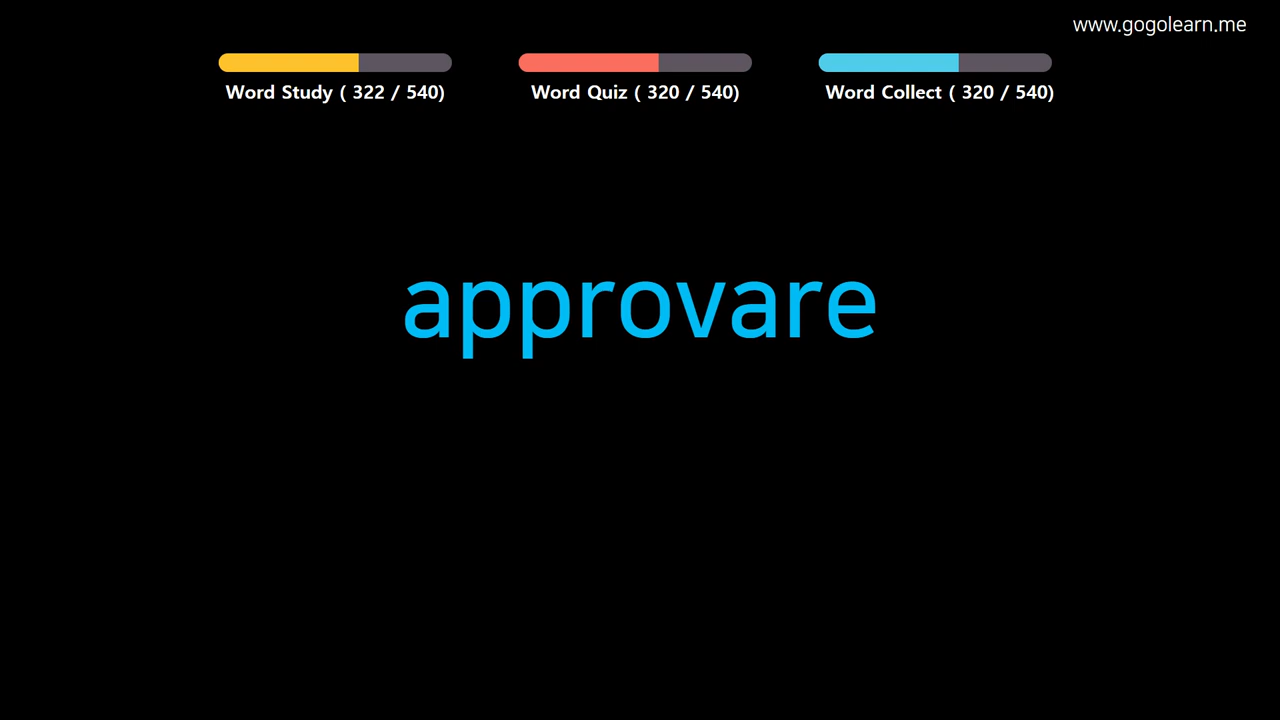 www.gogolearn.me
Word Study ( 322 / 540)
Word Quiz ( 320 / 540)
Word Collect ( 320 / 540)
approvare